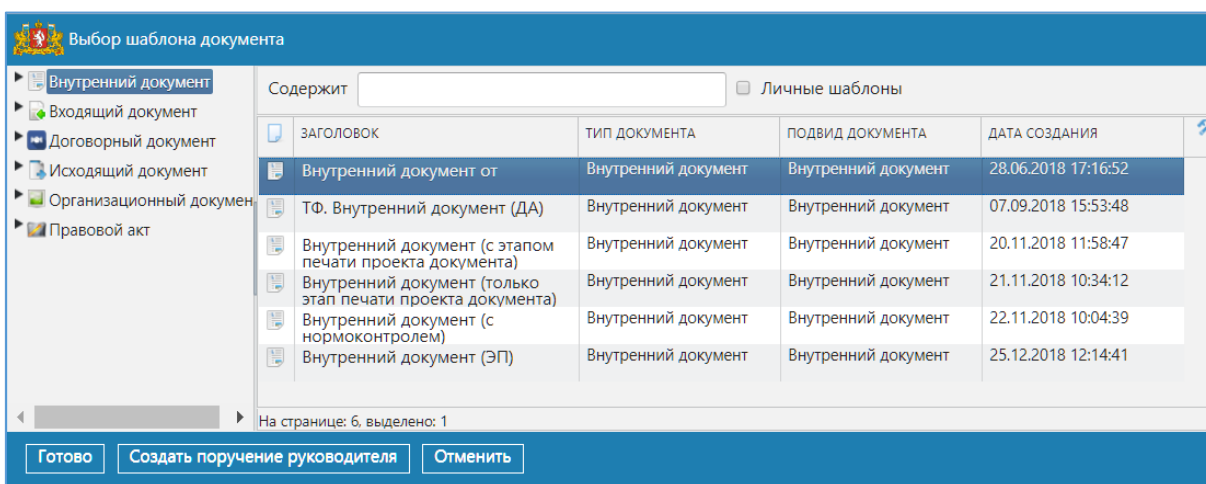 Выбор шаблона документа
Внутренний документ
Входящий документ
Договорный документ
Исходящий документ
Организационный докумен
Правовой акт
Содержит
Личные шаблоны
ЗАГОЛОВОК ТИП ДОКУМЕНТА ПОДВИД ДОКУМЕНТА ДАТА СОЗДАНИЯ
Внутренний документ от Внутренний документ Внутренний документ 28.06.2018 17:16:52
ТФ. Внутренний документ (ДА) Внутренний документ Внутренний документ 07.09.2018 15:53:48
Внутренний документ (с этапом Внутренний документ Внутренний документ 20.11.2018 11:58:47
печати проекта документа)
Внутренний документ (только Внутренний документ Внутренний документ 21.11.2018 10:34:12
этап печати проекта документа)
Внутренний документ (с Внутренний документ Внутренний документ 22.11.2018 10:04:39
нормоконтролем)
Внутренний документ (ЭП) Внутренний документ Внутренний документ 25.12.2018 12:14:41
На странице: 6, выделено: 1
Готово Создать поручение руководителя Отменить